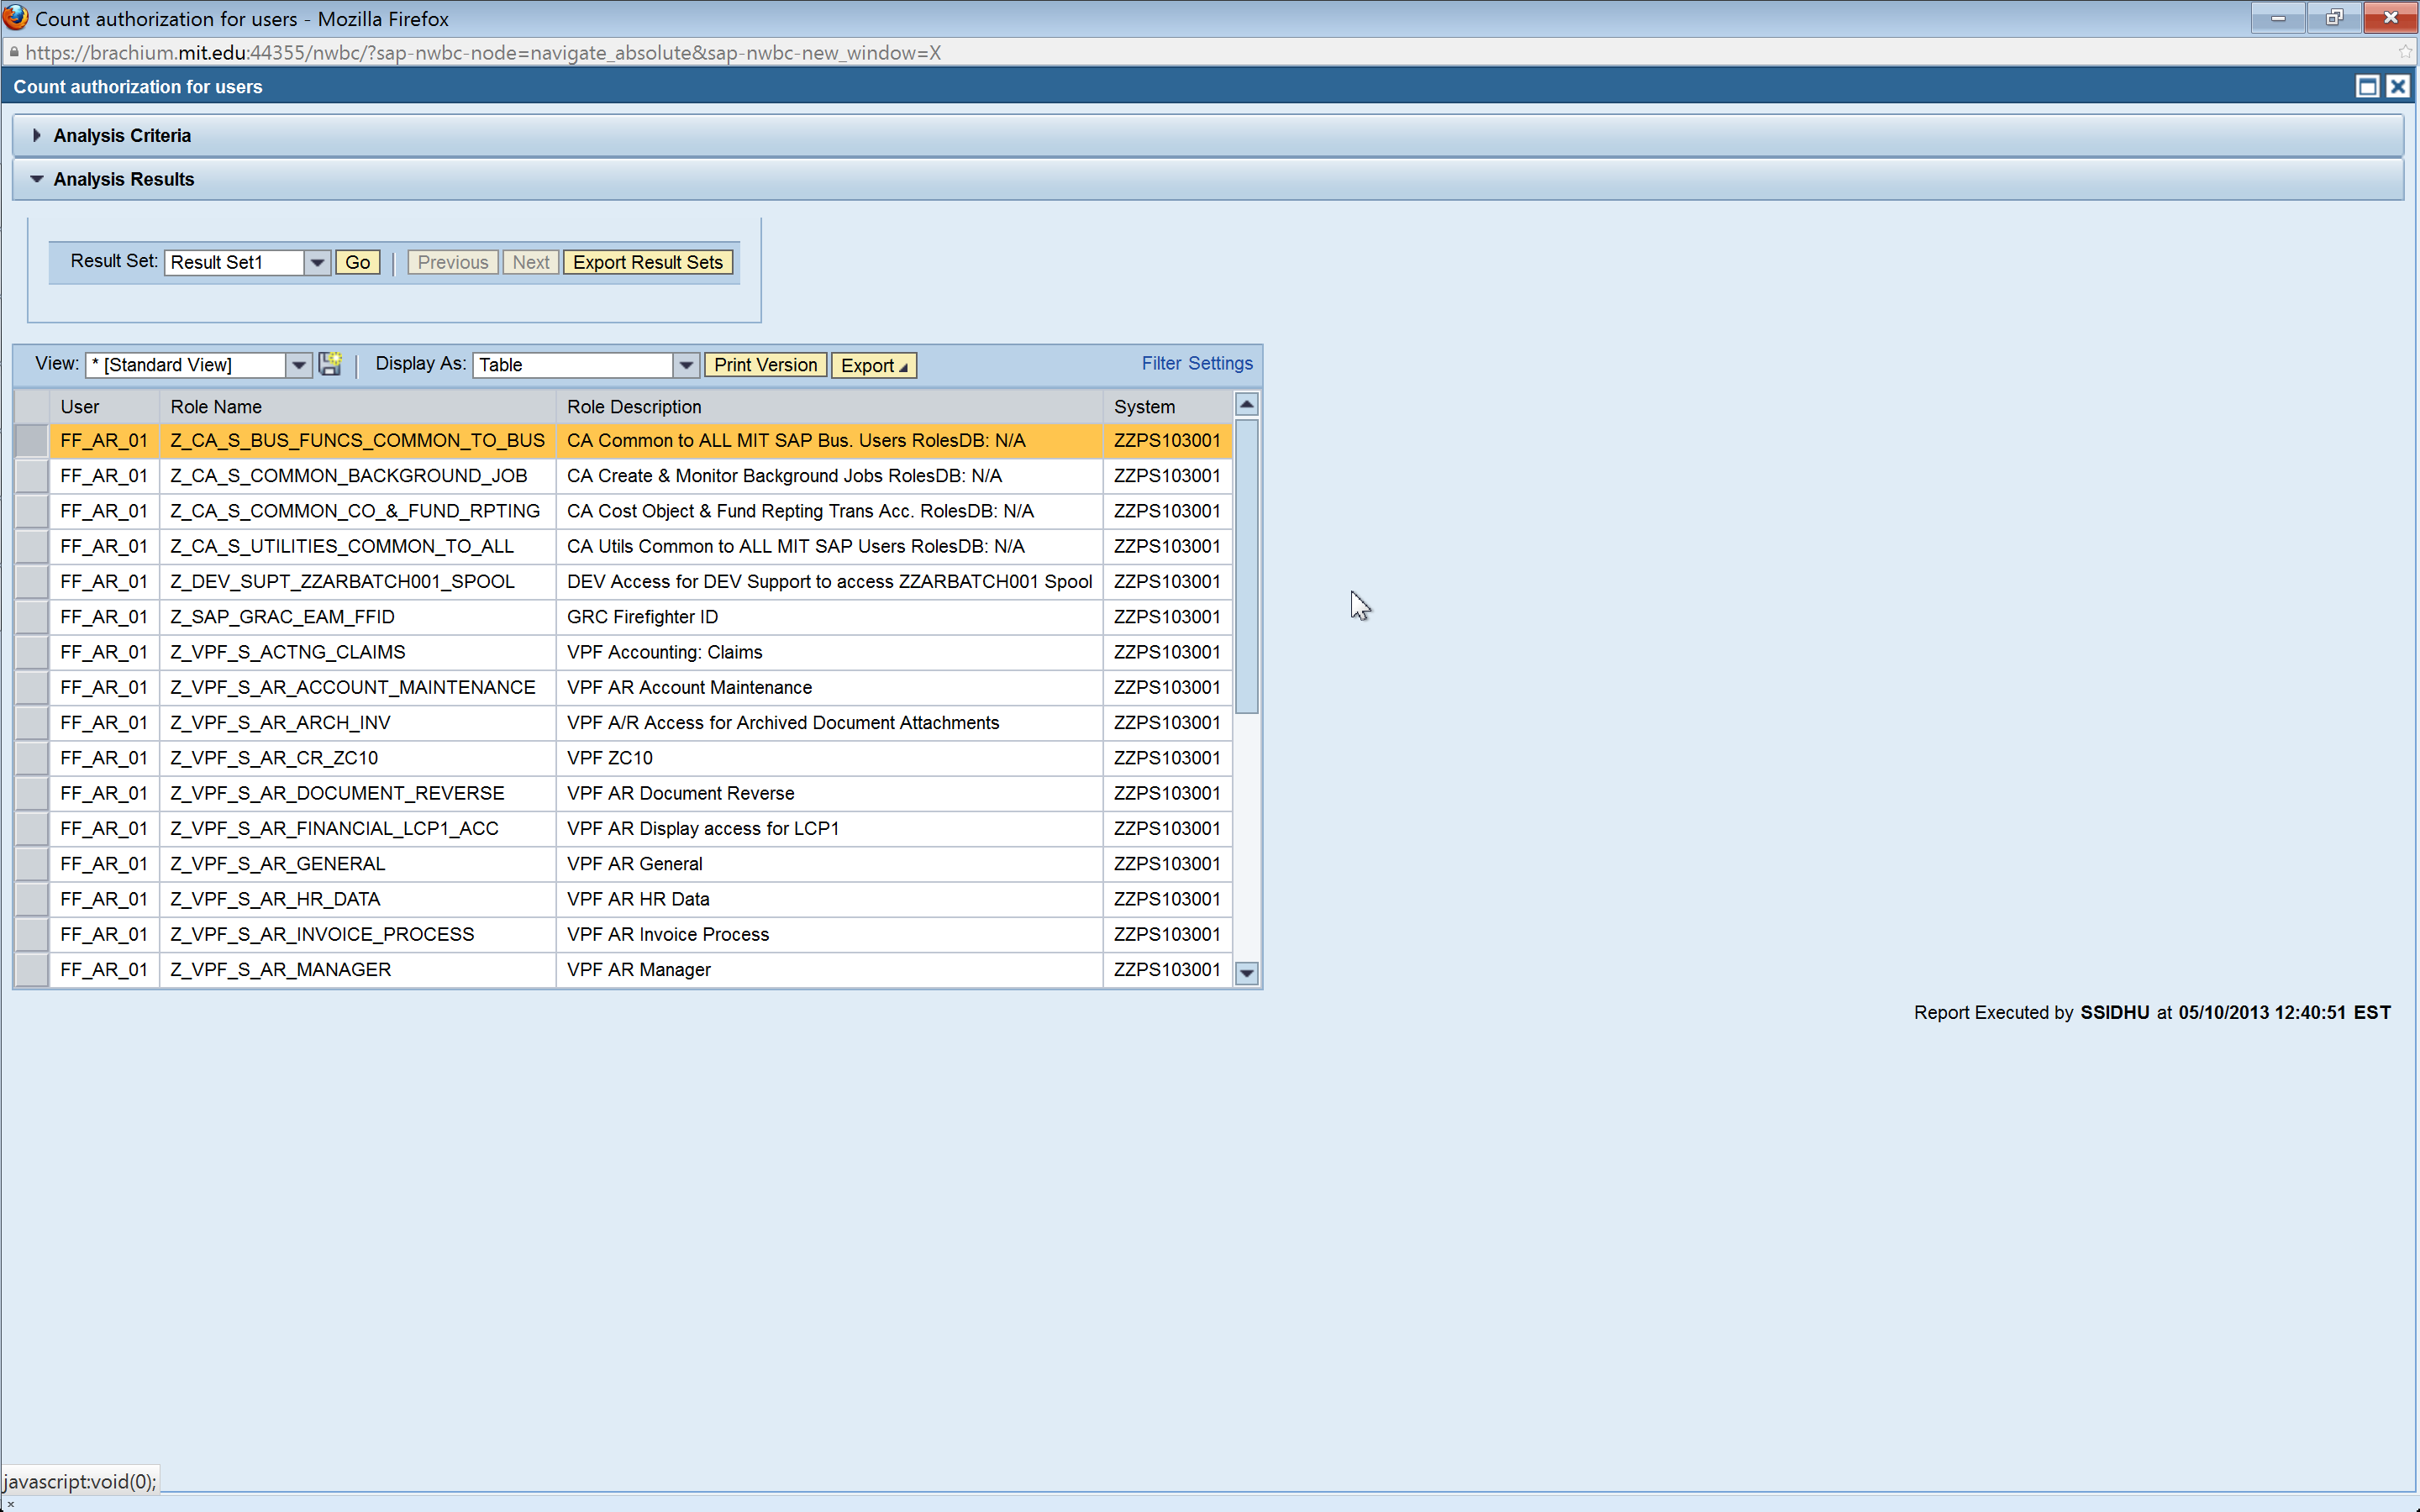 Count authorization for users - Mozilla Firefox
https://brachium.mit.edu:44355/nwbc/?sap-nwbc-node=navigate_absolute&sap-nwbc-new_window=X
Count authorization for users
Analysis Criteria
Analysis Results
Result Set: Result Set1 Go Previous Next Export Result Sets
View: * [Standard View] Display As: Table Print Version Export Filter Settings
User Role Name Role Description System
FF_AR_01 Z_CA_S_BUS_FUNCS_COMMON_TO_BUS CA Common to ALL MIT SAP Bus. Users RolesDB: N/A ZZPS103001
FF_AR_01 Z_CA_S_COMMON_BACKGROUND_JOB CA Create & Monitor Background Jobs RolesDB: N/A ZZPS103001
FF_AR_01 Z_CA_S_COMMON_CO_&_FUND_RPTING CA Cost Object & Fund Repting Trans Acc. RolesDB: N/A ZZPS103001
FF_AR_01 Z_CA_S_UTILITIES_COMMON_TO_ALL CA Utils Common to ALL MIT SAP Users RolesDB: N/A ZZPS103001
FF_AR_01 Z_DEV_SUPT_ZZARBATCH001_SPOOL DEV Access for DEV Support to access ZZARBATCH001 Spool ZZPS103001
FF_AR_01 Z_SAP_GRAC_EAM_FFID GRC Firefighter ID ZZPS103001
FF_AR_01 Z_VPF_S_ACTNG_CLAIMS VPF Accounting: Claims ZZPS103001
FF_AR_01 Z_VPF_S_AR_ACCOUNT_MAINTENANCE VPF AR Account Maintenance ZZPS103001
FF_AR_01 Z_VPF_S_AR_ARCH_INV VPF A/R Access for Archived Document Attachments ZZPS103001
FF_AR_01 Z_VPF_S_AR_CR_ZC10 VPF ZC10 ZZPS103001
FF_AR_01 Z_VPF_S_AR_DOCUMENT_REVERSE VPF AR Document Reverse ZZPS103001
FF_AR_01 Z_VPF_S_AR_FINANCIAL_LCP1_ACC VPF AR Display access for LCP1 ZZPS103001
FF_AR_01 Z_VPF_S_AR_GENERAL VPF AR General ZZPS103001
FF_AR_01 Z_VPF_S_AR_HR_DATA VPF AR HR Data ZZPS103001
FF_AR_01 Z_VPF_S_AR_INVOICE_PROCESS VPF AR Invoice Process ZZPS103001
FF_AR_01 Z_VPF_S_AR_MANAGER VPF AR Manager ZZPS103001
Report Executed by SSIDHU at 05/10/2013 12:40:51 EST
javascript:void(0);